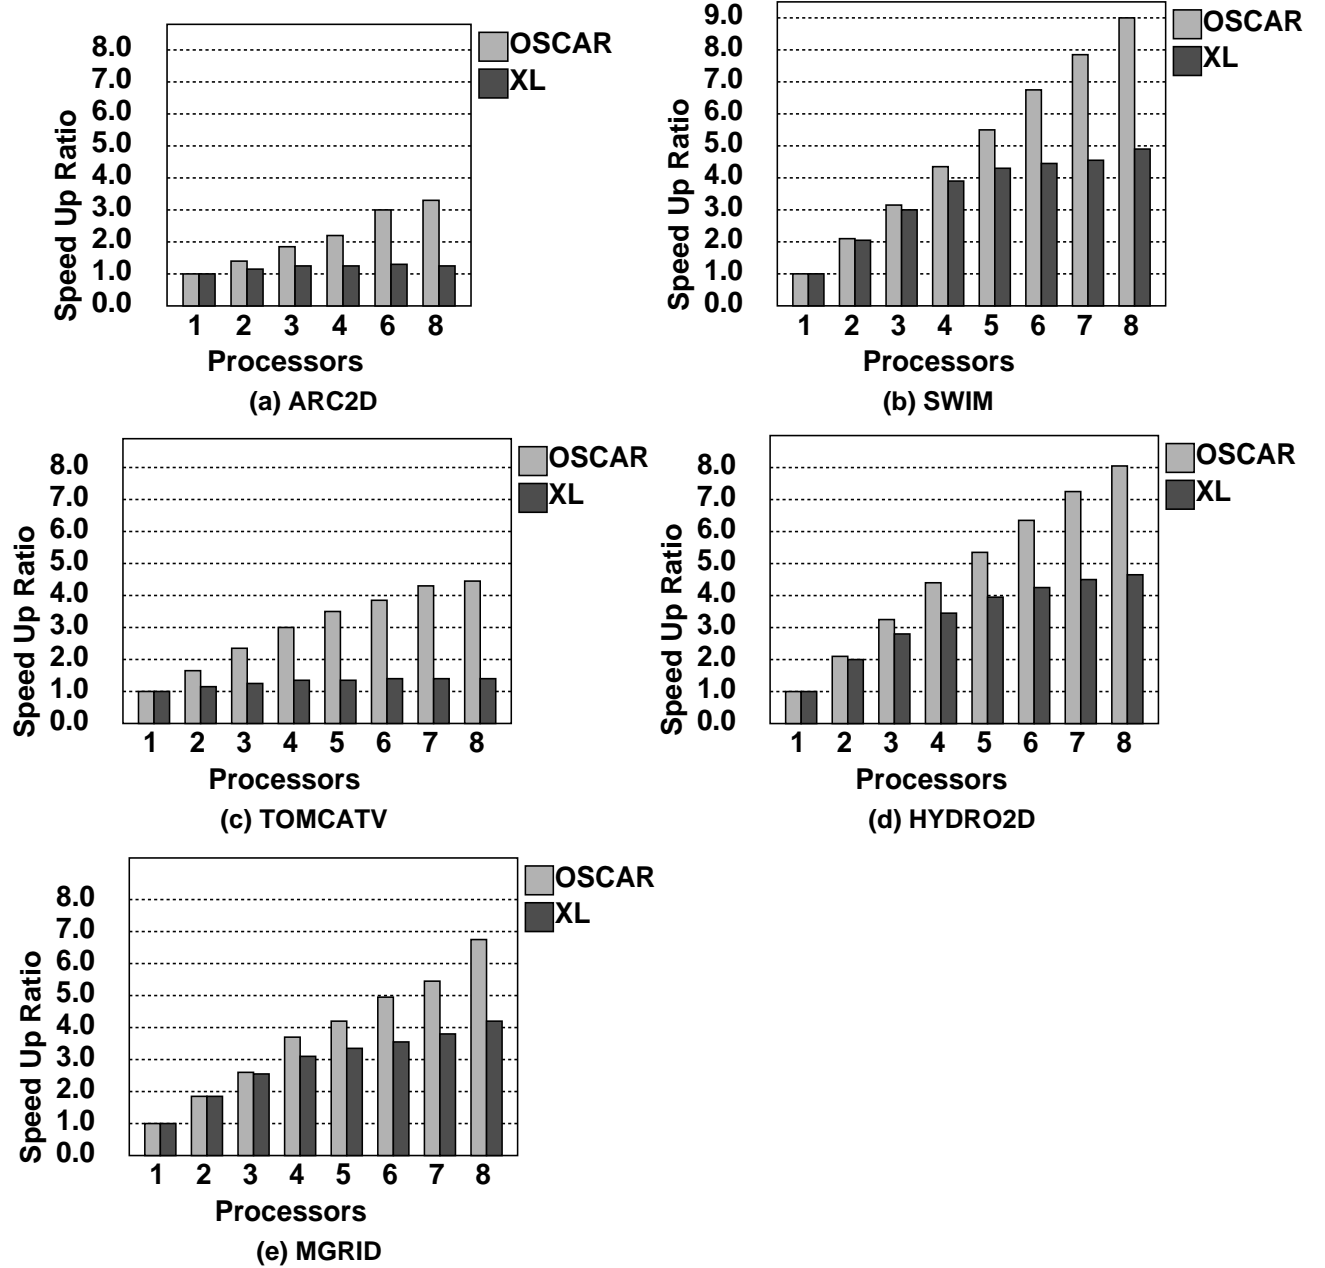 8.0
7.0
6.0
5.0
4.0
3.0
2.0
1.0
0.0
Speed Up Ratio
1 2 3 4 6 8
Processors
OSCAR
XL
(a) ARC2D
9.0
8.0
7.0
6.0
5.0
4.0
3.0
2.0
1.0
0.0
Speed Up Ratio
1 2 3 4 5 6 7 8
Processors
OSCAR
XL
(b) SWIM
8.0
7.0
6.0
5.0
4.0
3.0
2.0
1.0
0.0
Speed Up Ratio
1 2 3 4 5 6 7 8
Processors
OSCAR
XL
(c) TOMCATV
8.0
7.0
6.0
5.0
4.0
3.0
2.0
1.0
0.0
Speed Up Ratio
1 2 3 4 5 6 7 8
Processors
OSCAR
XL
(d) HYDRO2D
8.0
7.0
6.0
5.0
4.0
3.0
2.0
1.0
0.0
Speed Up Ratio
1 2 3 4 5 6 7 8
Processors
OSCAR
XL
(e) MGRID